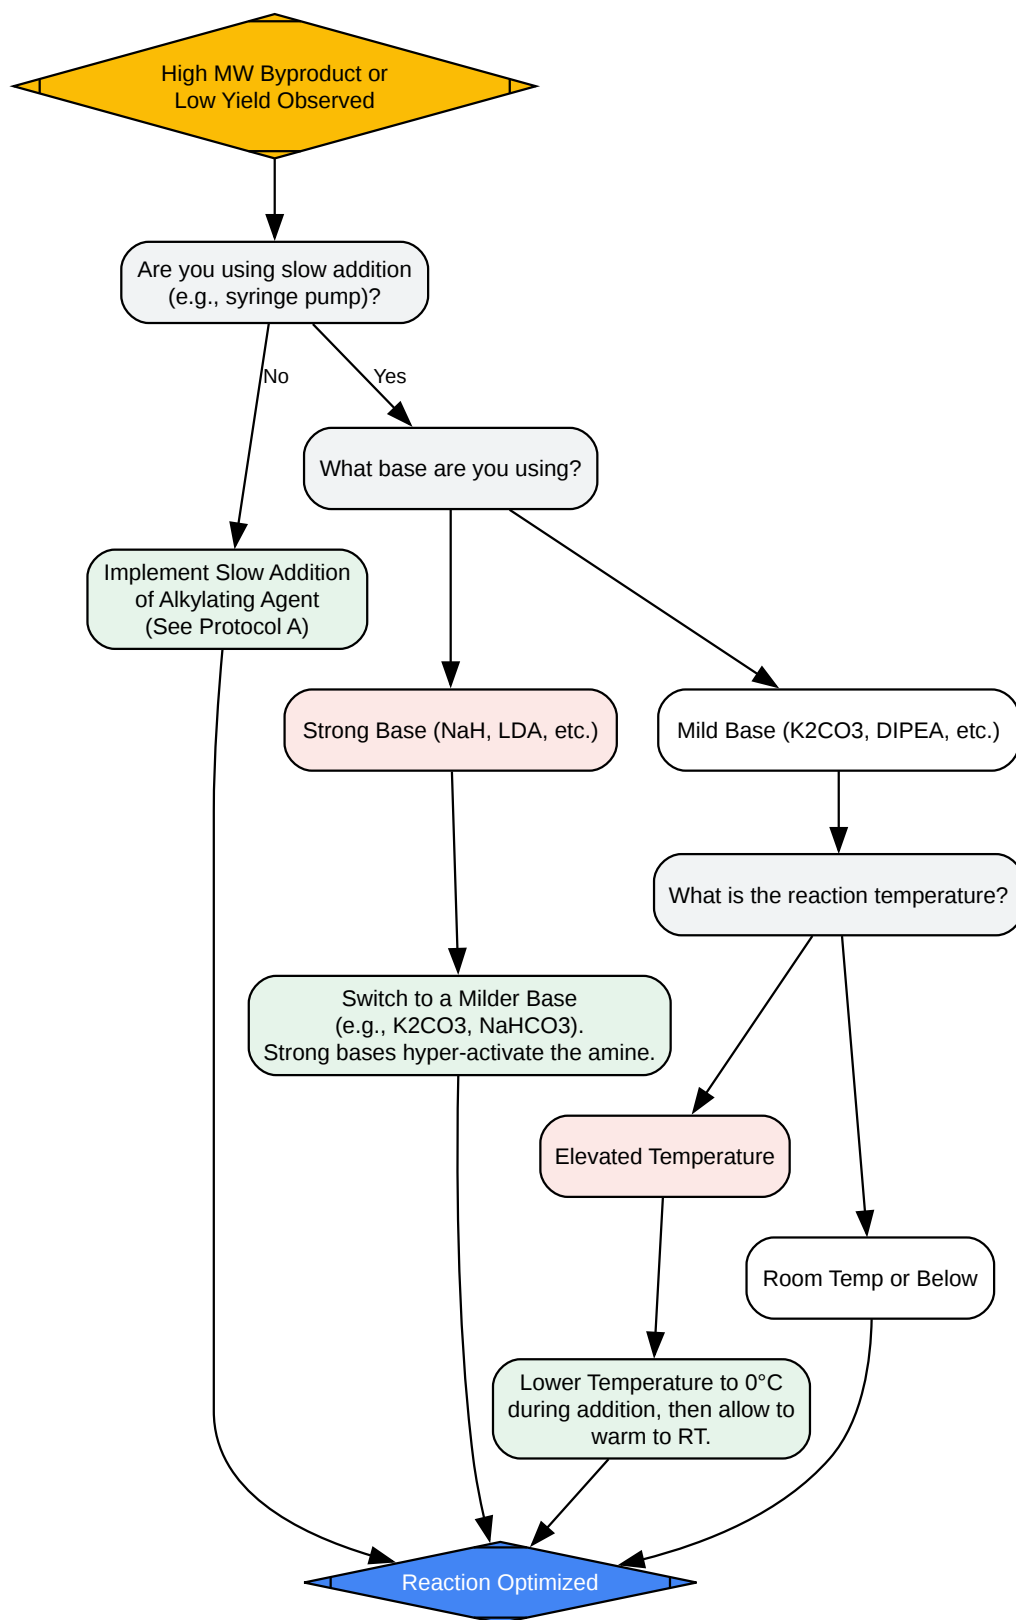 High MW Byproduct or
Low Yield Observed
Are you using slow addition
(e.g., syringe pump)?
No
Yes
What base are you using?
Implement Slow Addition
of Alkylating Agent
(See Protocol A)
Strong Base (NaH, LDA, etc.)
Mild Base (K2CO3, DIPEA, etc.)
What is the reaction temperature?
Switch to a Milder Base
(e.g., K2CO3, NaHCO3).
Strong bases hyper-activate the amine.
Elevated Temperature
Room Temp or Below
Lower Temperature to 0°C
during addition, then allow to
warm to RT.
Reaction Optimized